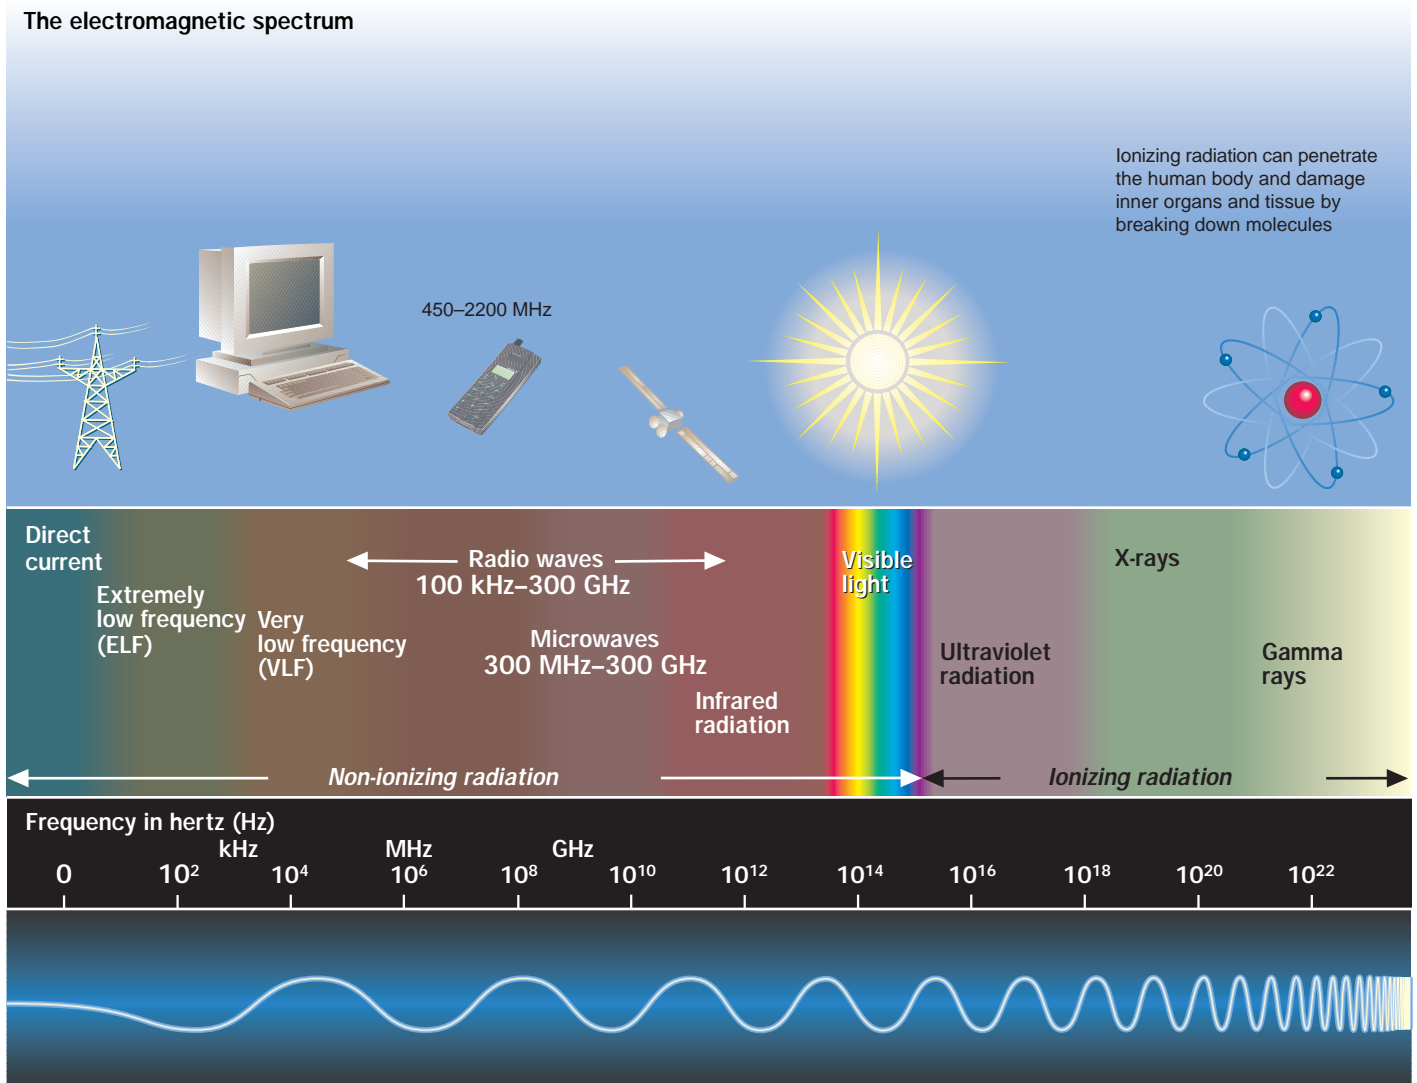 The electromagnetic spectrum
Ionizing radiation can penetrate
the human body and damage
inner organs and tissue by
breaking down molecules
450–2200 MHz
Direct
current
Extremely
low frequency
(ELF)
Very
low frequency
(VLF)
Radio waves
100 kHz–300 GHz
Microwaves
300 MHz–300 GHz
Infrared
radiation
Visible
light
Ultraviolet
radiation
X-rays
Gamma
rays
Non-ionizing radiation
Ionizing radiation
Frequency in hertz (Hz)
kHz MHz GHz
0 10² 10⁴ 10⁶ 10⁸ 10¹⁰ 10¹² 10¹⁴ 10¹⁶ 10¹⁸ 10²⁰ 10²²